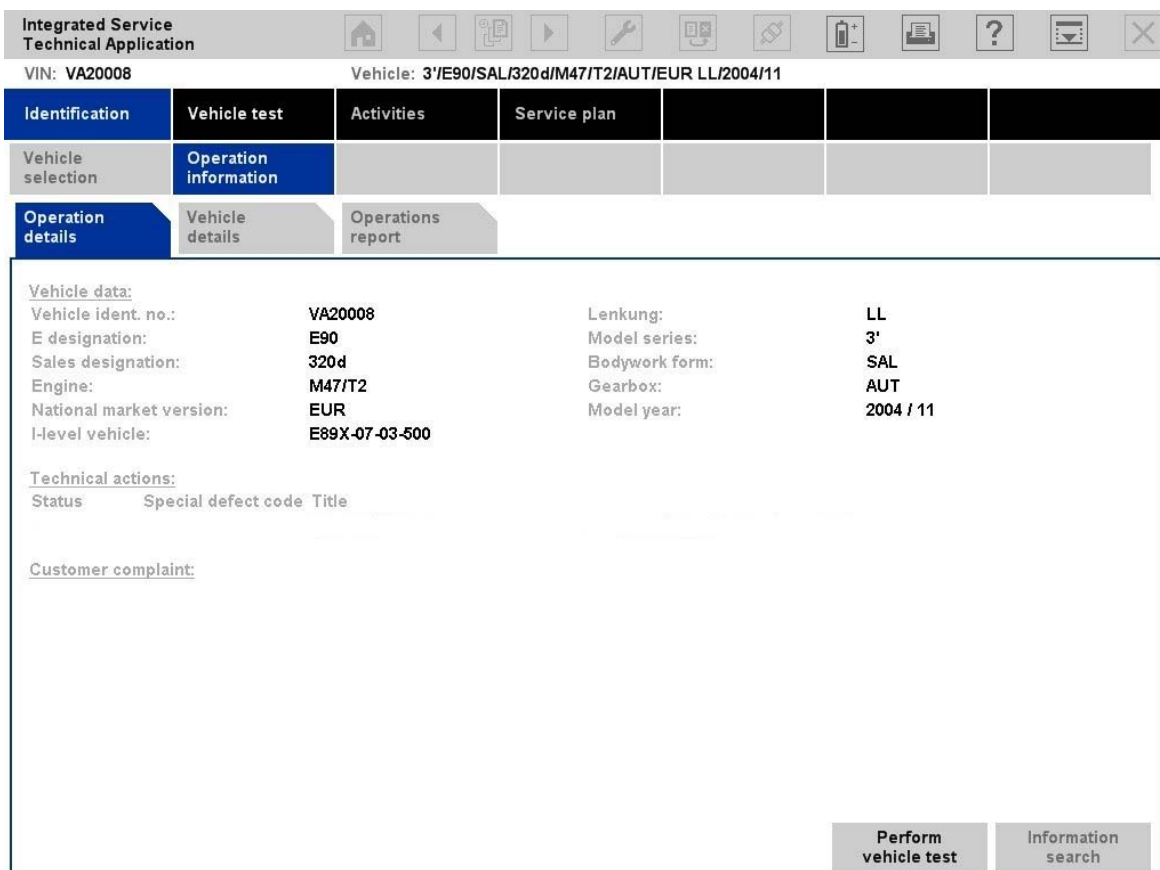 Integrated Service
Technical Application
VIN: VA20008 Vehicle: 3'/E90/SAL/320d/M47/T2/AUT/EUR LL/2004/11
Identification Vehicle test Activities Service plan
Vehicle selection Operation information
Operation details Vehicle details Operations report
Vehicle data:
Vehicle ident. no.: VA20008 Lenkung: LL
E designation: E90 Model series: 3'
Sales designation: 320d Bodywork form: SAL
Engine: M47/T2 Gearbox: AUT
National market version: EUR Model year: 2004 / 11
I-level vehicle: E89X-07-03-500
Technical actions:
Status Special defect code Title
Customer complaint:
Perform vehicle test Information search